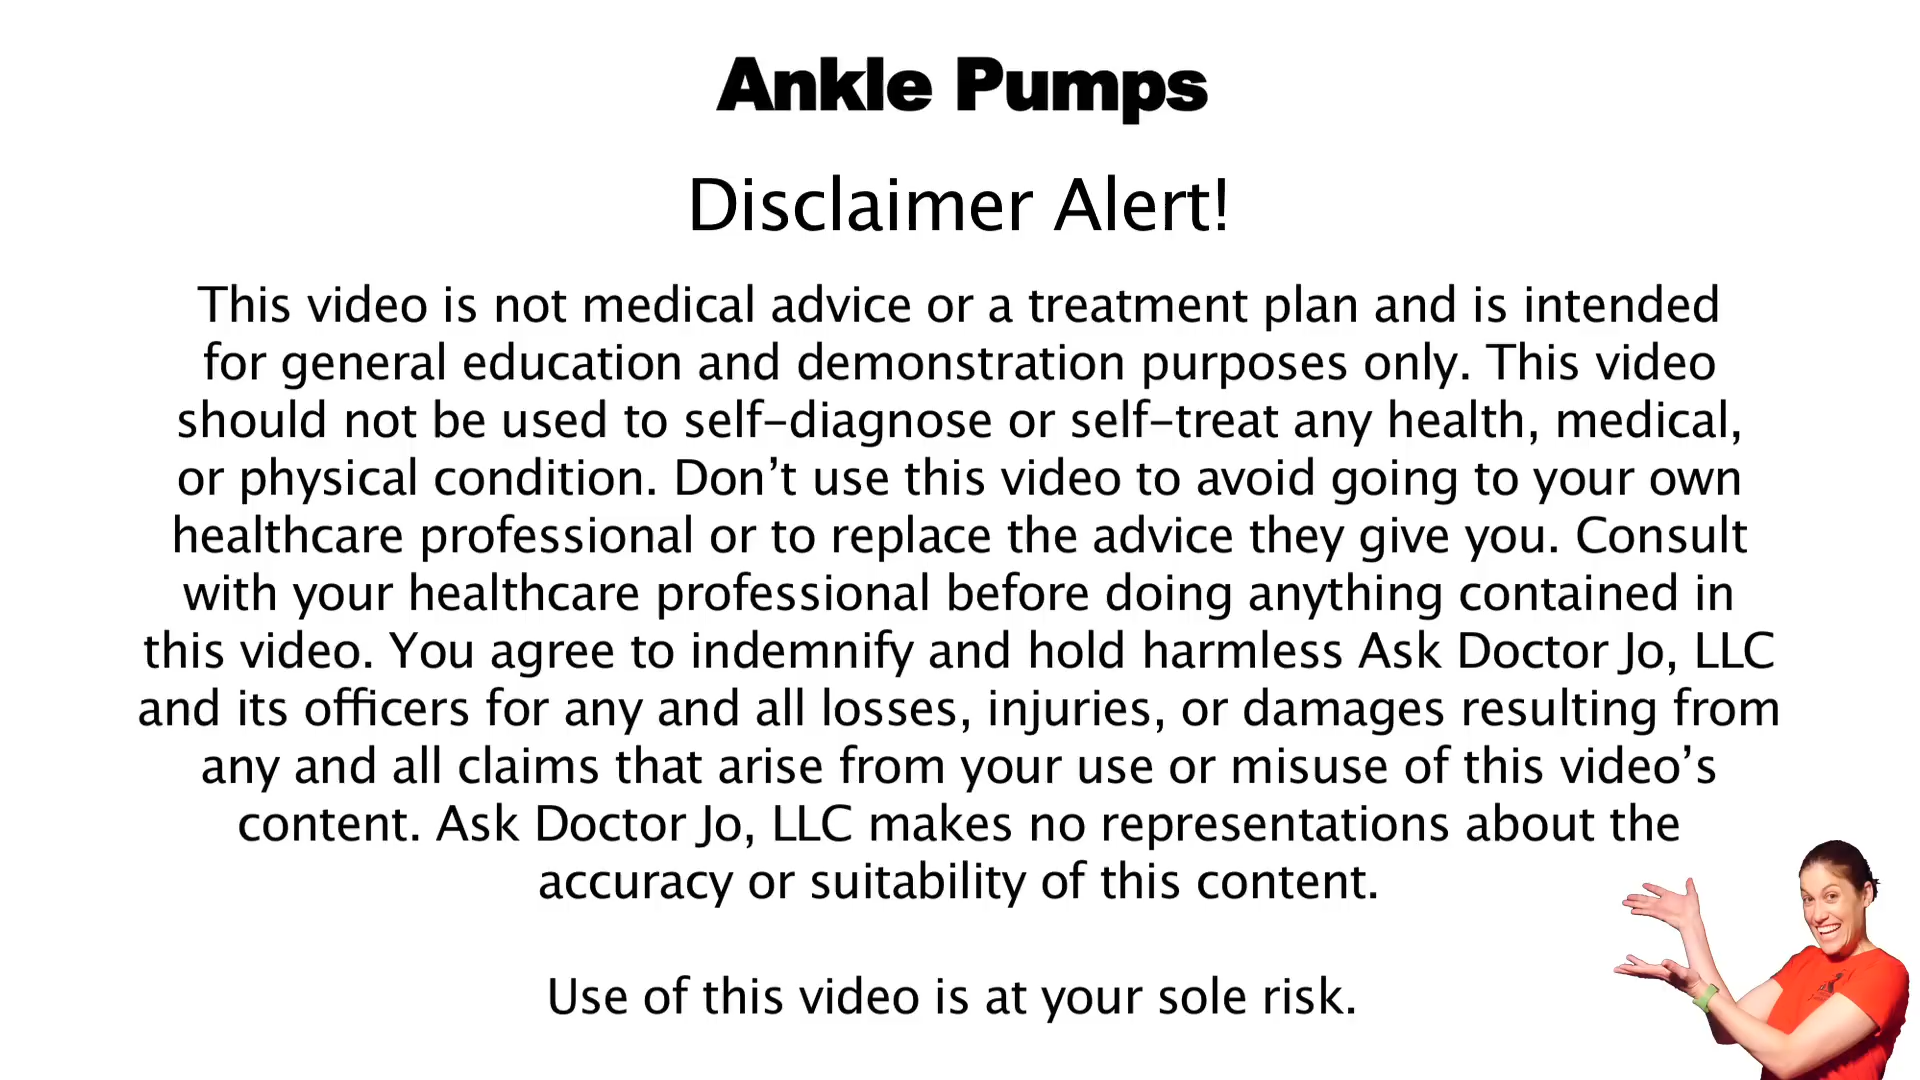 Ankle Pumps
Disclaimer Alert!
This video is not medical advice or a treatment plan and is intended
for general education and demonstration purposes only. This video
should not be used to self-diagnose or self-treat any health, medical,
or physical condition. Don’t use this video to avoid going to your own
healthcare professional or to replace the advice they give you. Consult
with your healthcare professional before doing anything contained in
this video. You agree to indemnify and hold harmless Ask Doctor Jo, LLC
and its officers for any and all losses, injuries, or damages resulting from
any and all claims that arise from your use or misuse of this video’s
content. Ask Doctor Jo, LLC makes no representations about the
accuracy or suitability of this content.
Use of this video is at your sole risk.